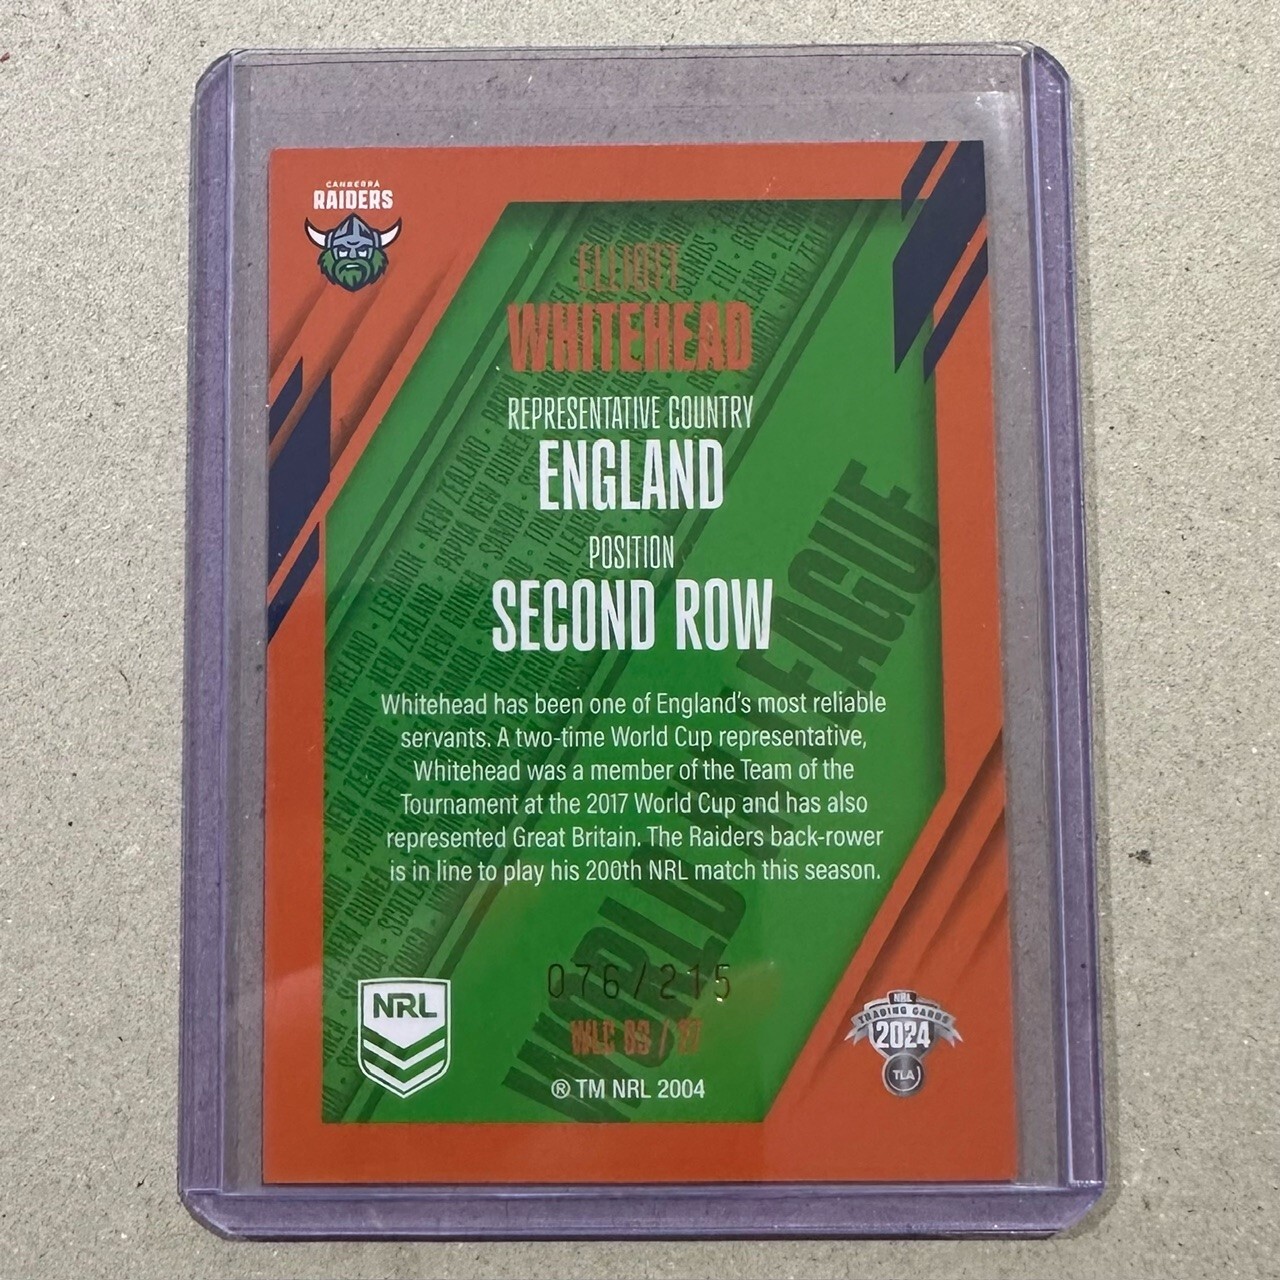 CANBERRA
RAIDERS
ELLIOTT
WHITEHEAD
REPRESENTATIVE COUNTRY
ENGLAND
POSITION
SECOND ROW
Whitehead has been one of England's most reliable
servants. A two-time World Cup representative,
Whitehead was a member of the Team of the
Tournament at the 2017 World Cup and has also
represented Great Britain. The Raiders back-rower
is in line to play his 200th NRL match this season.
WORLD IN LEAGUE
076/215
NRL
® TM NRL 2004
NRL
TRADING CARDS
2024
TLA